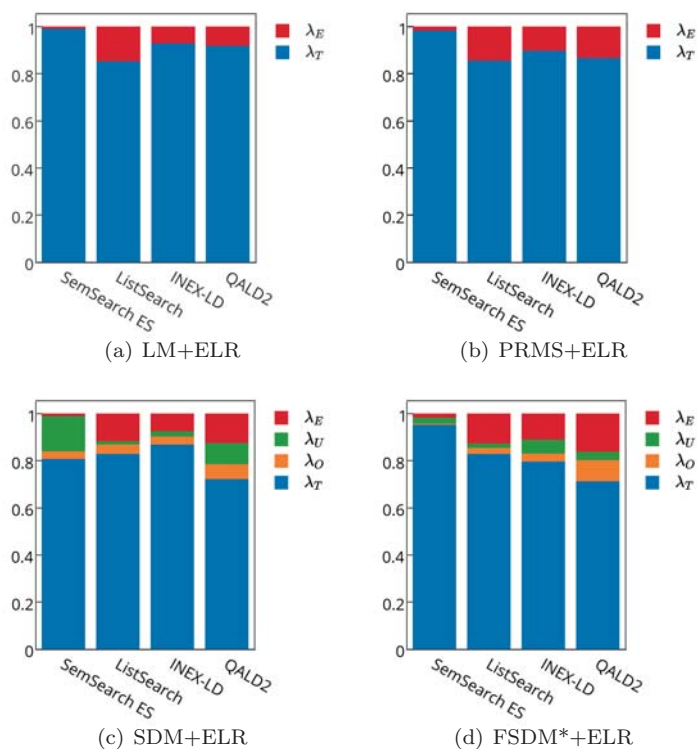 1
0.8
0.6
0.4
0.2
0
SemSearch ES
ListSearch
INEX-LD
QALD2
λE
λT
(a) LM+ELR
1
0.8
0.6
0.4
0.2
0
SemSearch ES
ListSearch
INEX-LD
QALD2
λE
λT
(b) PRMS+ELR
1
0.8
0.6
0.4
0.2
0
SemSearch ES
ListSearch
INEX-LD
QALD2
λE
λU
λO
λT
(c) SDM+ELR
1
0.8
0.6
0.4
0.2
0
SemSearch ES
ListSearch
INEX-LD
QALD2
λE
λU
λO
λT
(d) FSDM*+ELR